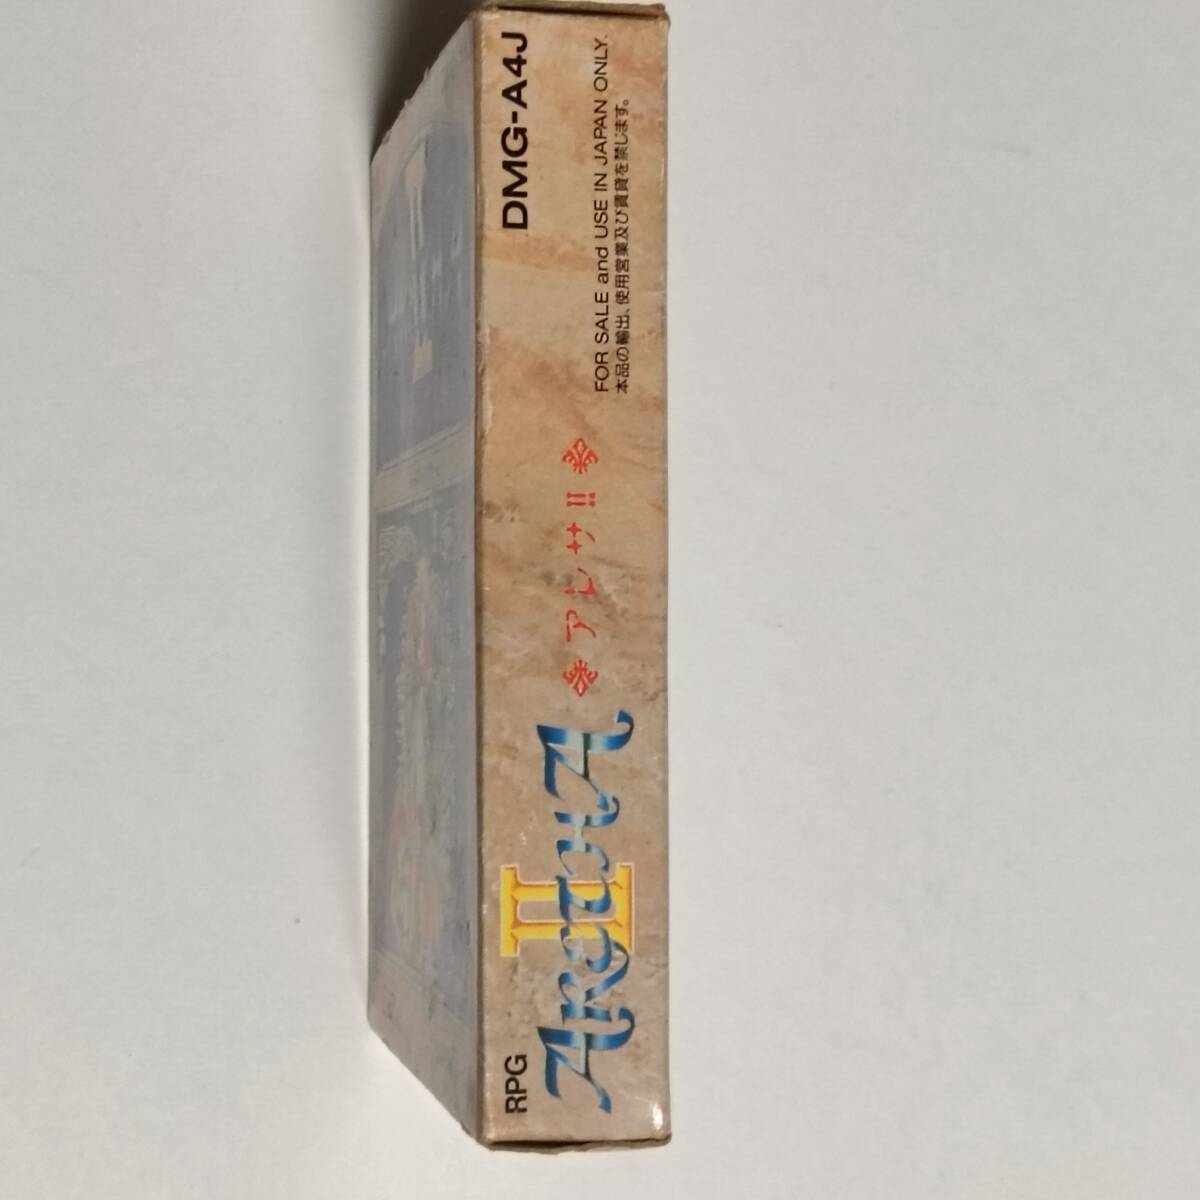 RPG
ARETHA II
アレサII
DMG-A4J
FOR SALE and USE IN JAPAN ONLY.
本品の輸出、使用営業及び賃貸を禁じます。